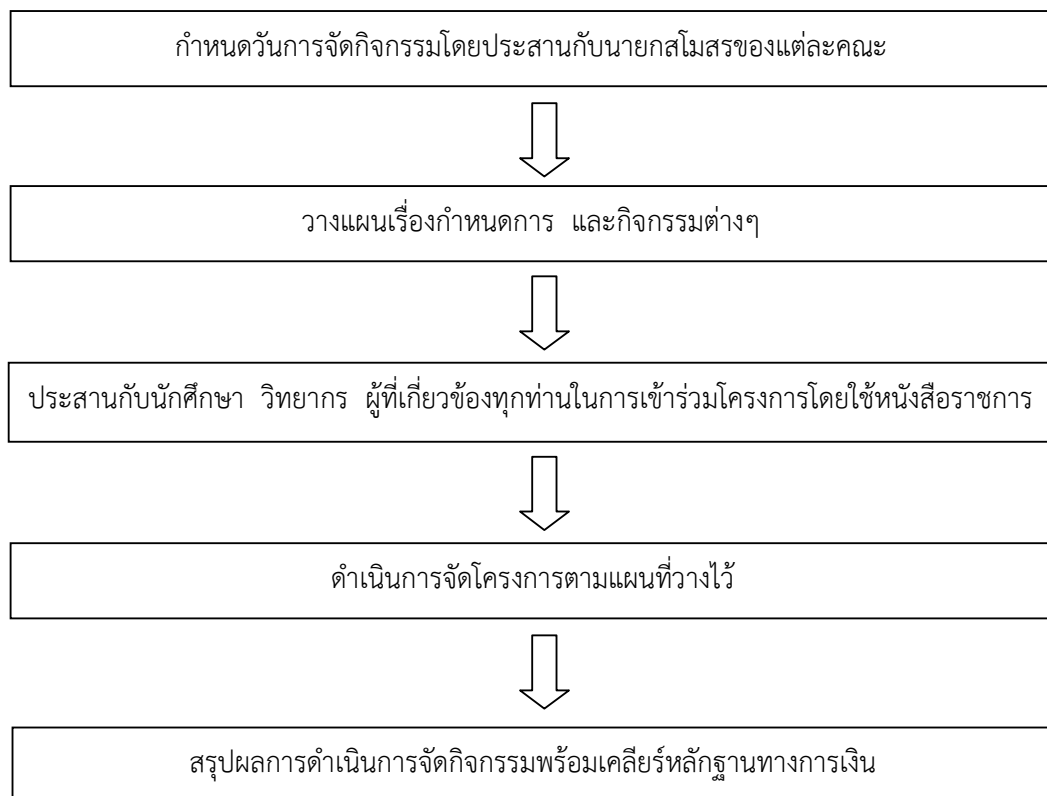 กำหนดวันการจัดกิจกรรมโดยประสานกับนายกสโมสรของแต่ละคณะ
วางแผนเรื่องกำหนดการ และกิจกรรมต่างๆ
ประสานกับนักศึกษา วิทยากร ผู้ที่เกี่ยวข้องทุกท่านในการเข้าร่วมโครงการโดยใช้หนังสือราชการ
ดำเนินการจัดโครงการตามแผนที่วางไว้
สรุปผลการดำเนินการจัดกิจกรรมพร้อมเคลียร์หลักฐานทางการเงิน